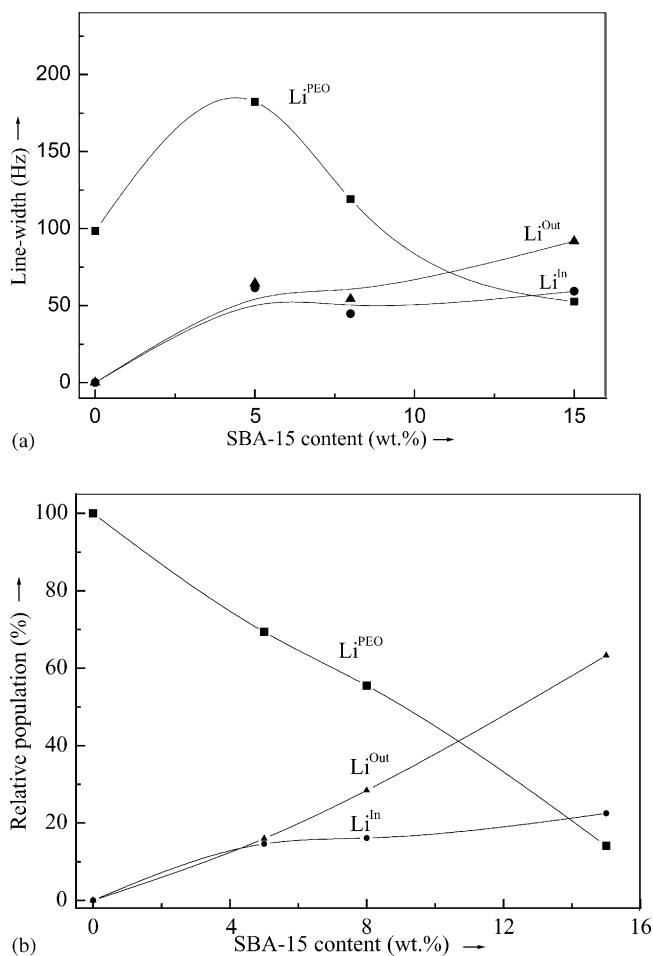 200
150
100
50
0
Line-width (Hz) →
Li^PEO
Li^Out
Li^In
0 5 10 15
(a) SBA-15 content (wt.%) →
100
80
60
40
20
0
Relative population (%) →
Li^PEO
Li^Out
Li^In
0 4 8 12 16
(b) SBA-15 content (wt.%) →